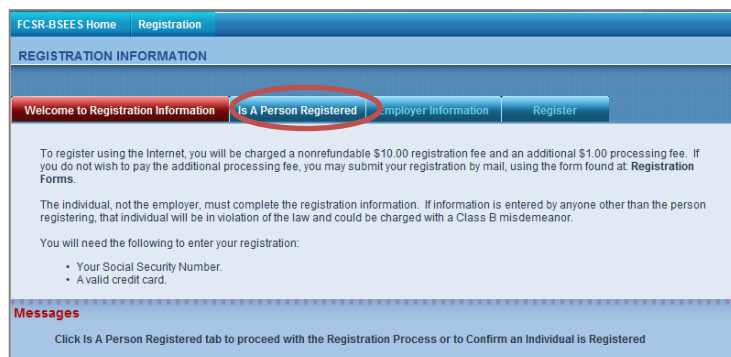 FCSR-BSEES Home Registration
REGISTRATION INFORMATION
Welcome to Registration Information Is A Person Registered Employer Information Register
To register using the Internet, you will be charged a nonrefundable $10.00 registration fee and an additional $1.00 processing fee. If
you do not wish to pay the additional processing fee, you may submit your registration by mail, using the form found at: Registration
Forms.
The individual, not the employer, must complete the registration information. If information is entered by anyone other than the person
registering, that individual will be in violation of the law and could be charged with a Class B misdemeanor.
You will need the following to enter your registration:
• Your Social Security Number.
• A valid credit card.
Messages
Click Is A Person Registered tab to proceed with the Registration Process or to Confirm an Individual is Registered